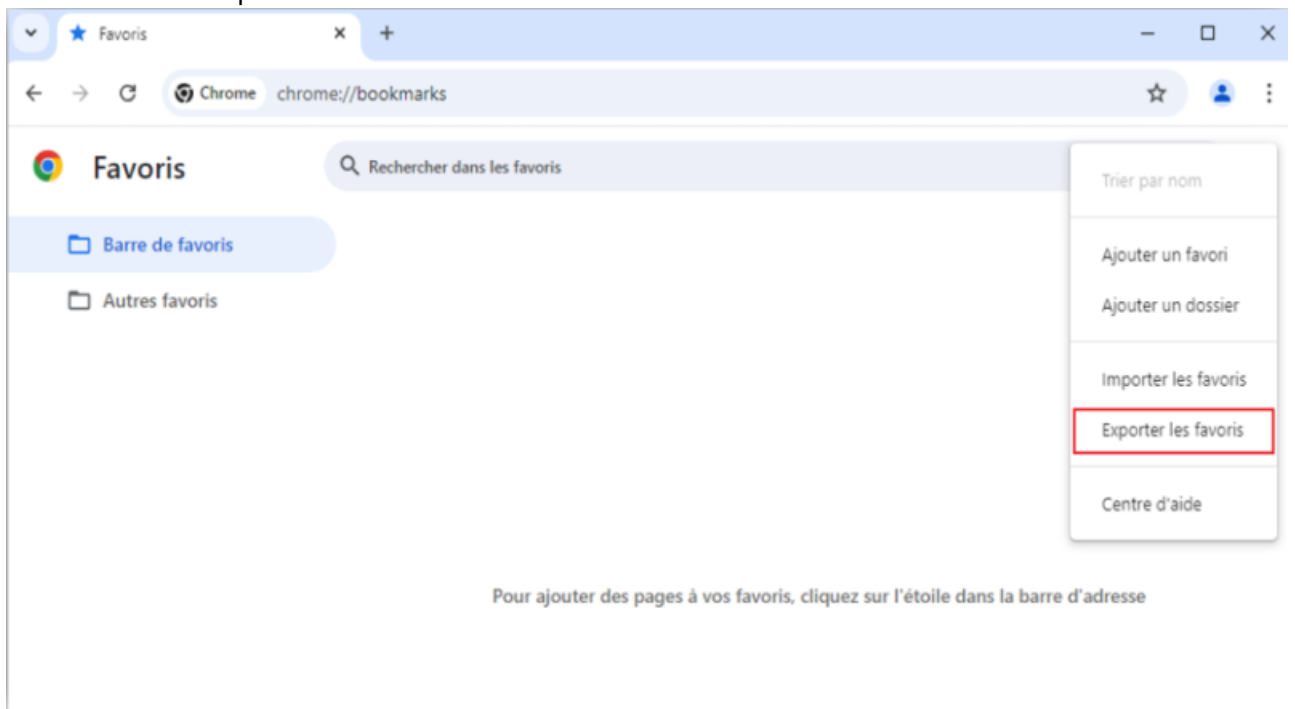 Favoris
Chrome chrome://bookmarks
Favoris
Rechercher dans les favoris
Barre de favoris
Autres favoris
Trier par nom
Ajouter un favori
Ajouter un dossier
Importer les favoris
Exporter les favoris
Centre d'aide
Pour ajouter des pages à vos favoris, cliquez sur l'étoile dans la barre d'adresse